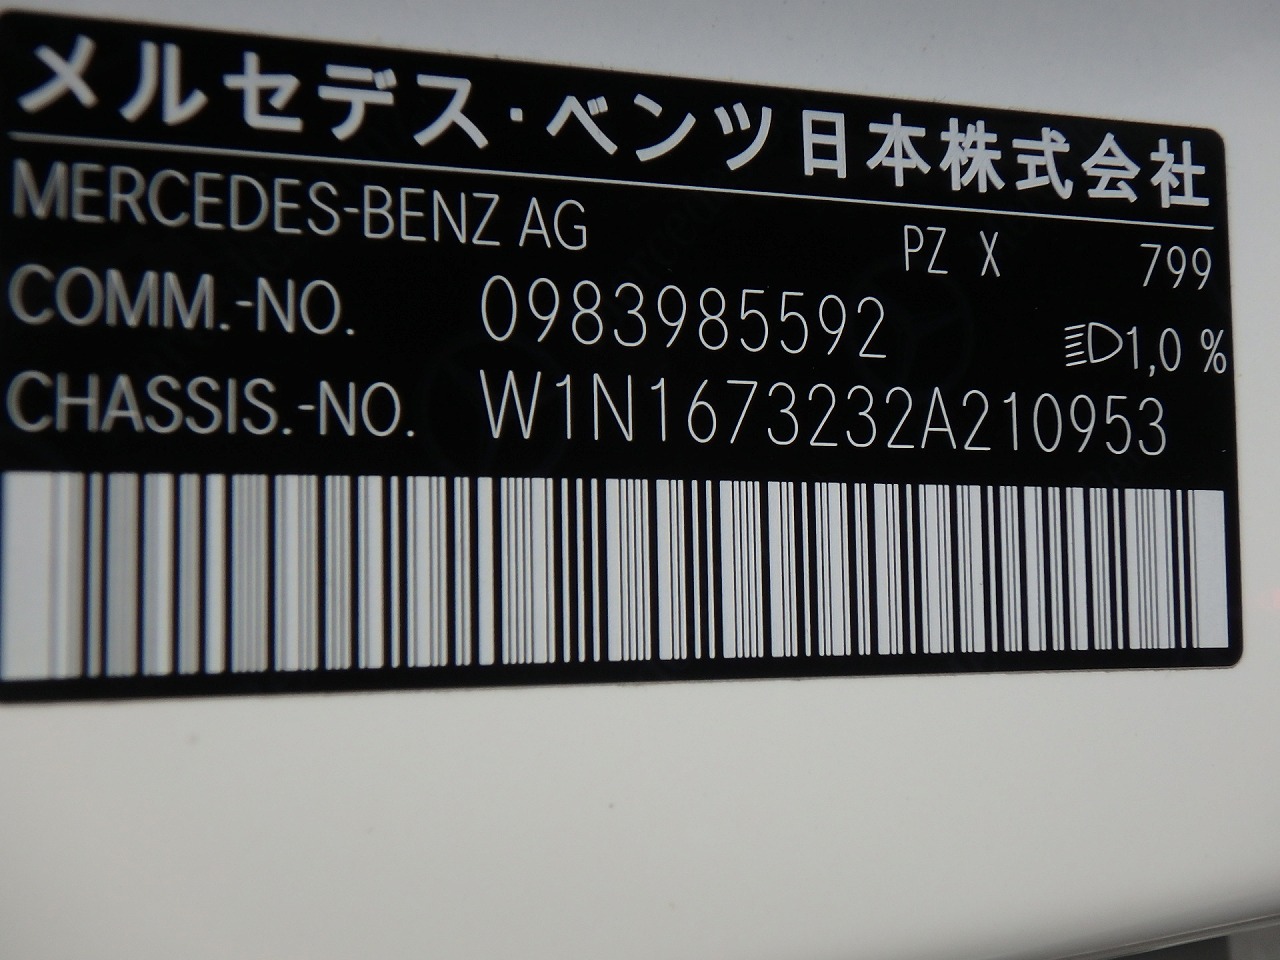 メルセデス・ベンツ日本株式会社
MERCEDES-BENZ AG PZ X 799
COMM.-NO. 0983985592 1,0 %
CHASSIS.-NO. W1N1673232A210953